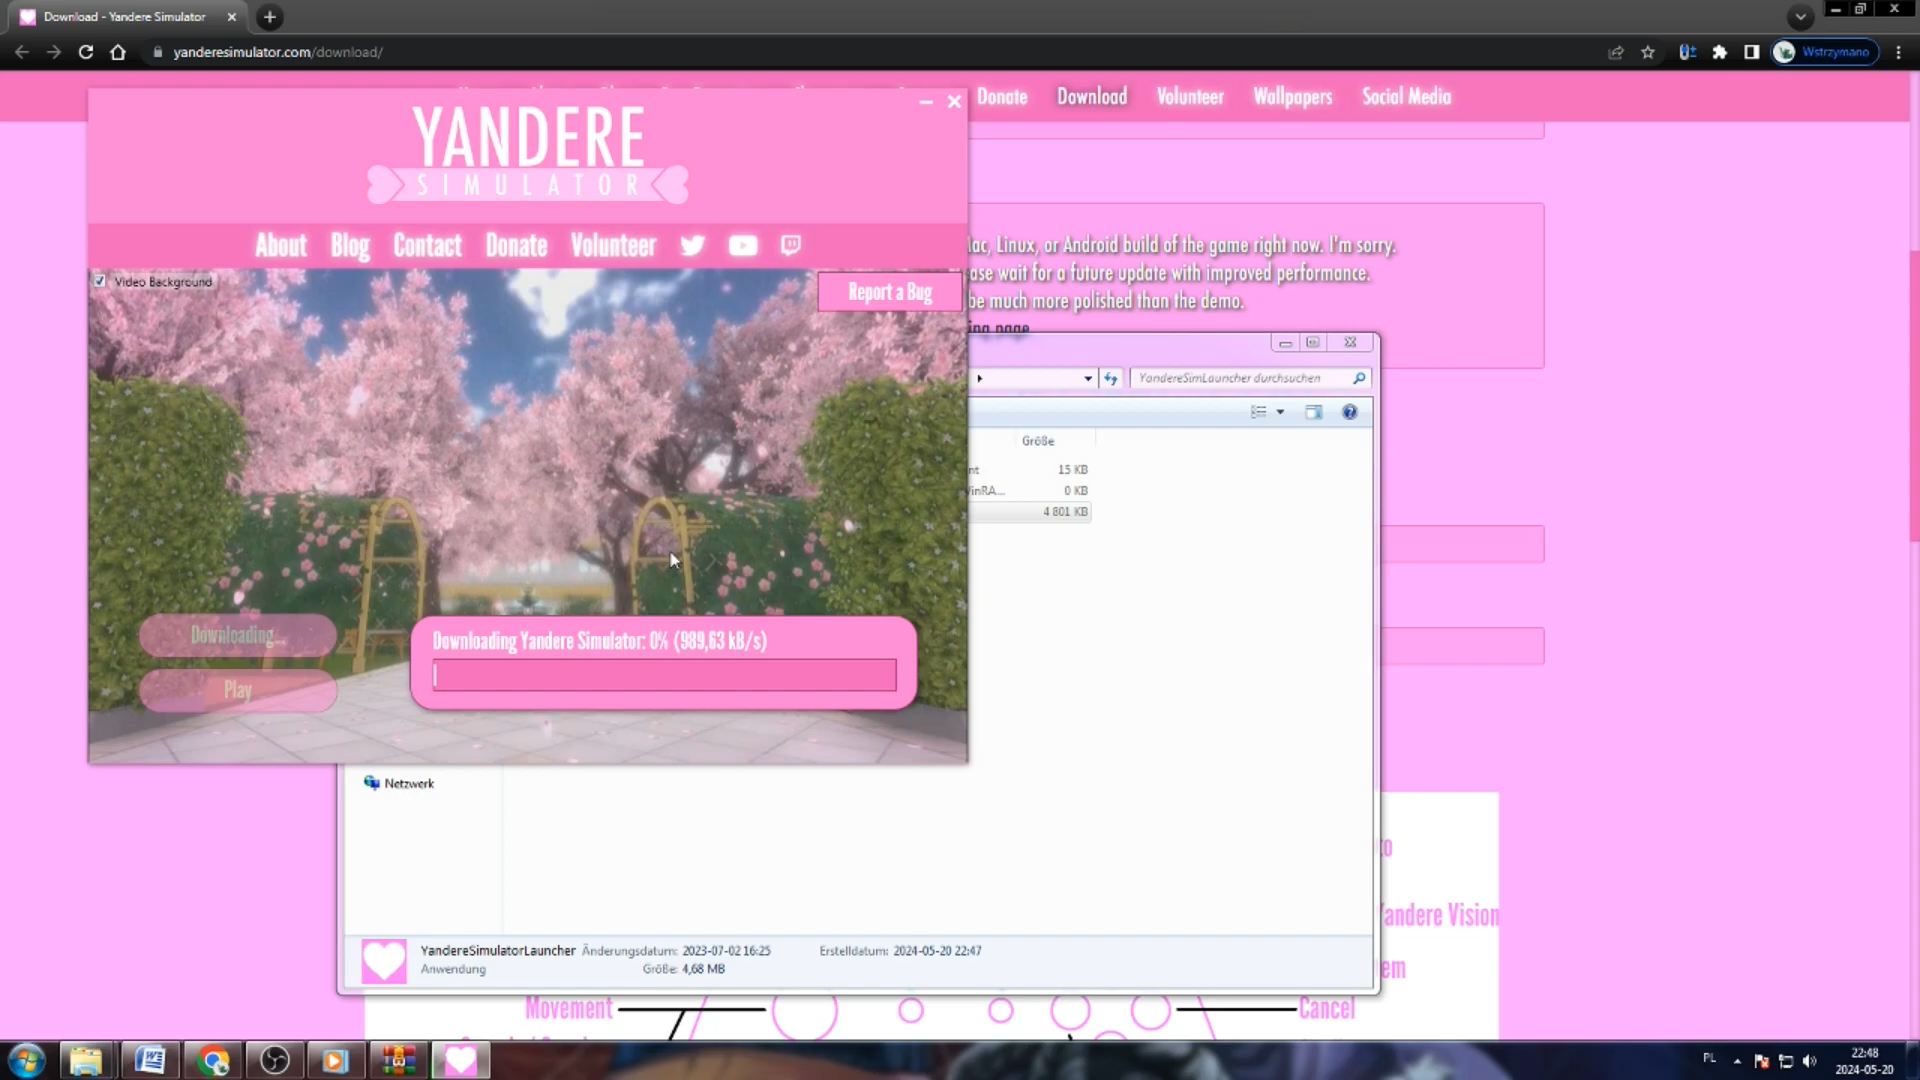 Download - Yandere Simulator
yanderesimulator.com/download/
Wstrzymano
Donate
Download
Volunteer
Wallpapers
Social Media
YANDERE
SIMULATOR
About
Blog
Contact
Donate
Volunteer
Video Background
Report a Bug
Mac, Linux, or Android build of the game right now. I'm sorry.
wait for a future update with improved performance.
be much more polished than the demo.
page
YandereSimLauncher durchsuchen
Größe
15 KB
0 KB
4 801 KB
Downloading...
Downloading Yandere Simulator: 0% (989,63 kB/s)
Play
Netzwerk
Yandere Vision
YandereSimulatorLauncher Änderungsdatum: 2023-07-02 16:25 Erstelldatum: 2024-05-20 22:47
Anwendung Größe: 4,68 MB
Movement
Cancel
PL
22:48
2024-05-20